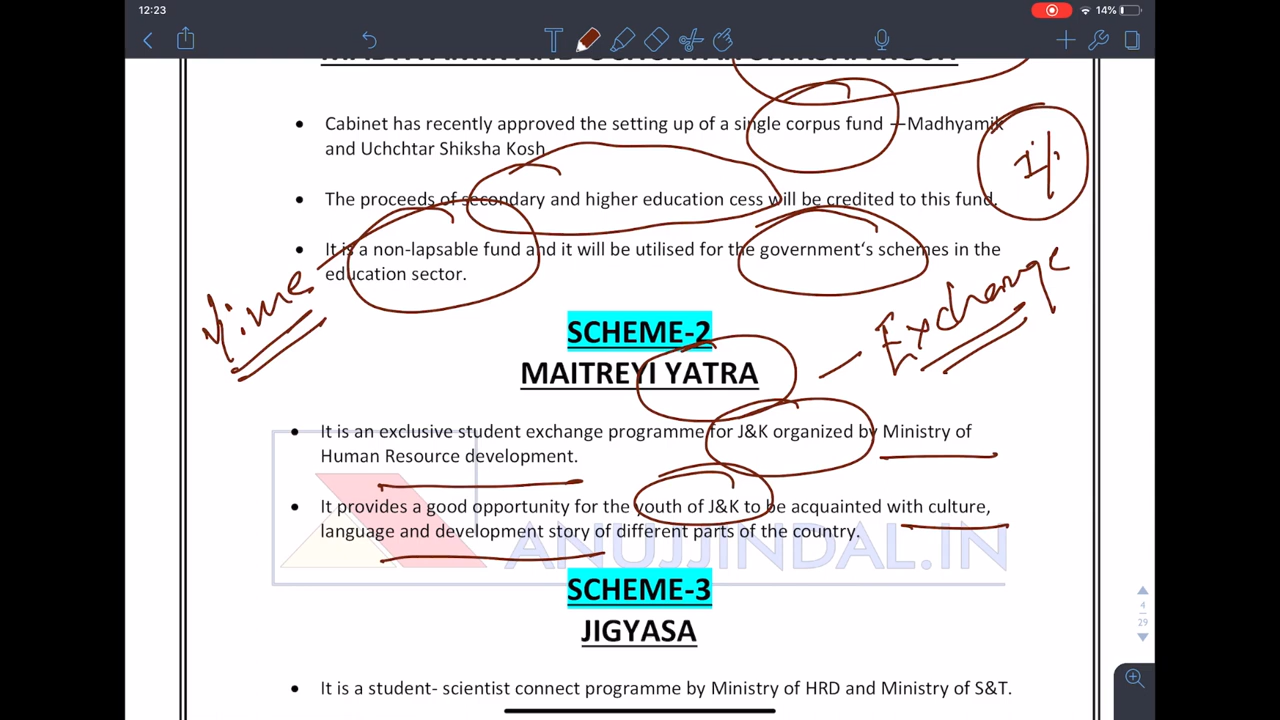 12:23
14%
T
Cabinet has recently approved the setting up of a single corpus fund —Madhyamik
and Uchchtar Shiksha Kosh
1%
• The proceeds of secondary and higher education cess will be credited to this fund.
• It is a non-lapsable fund and it will be utilised for the government‘s schemes in the
education sector.
Exchange
SCHEME-2
MAITREYI YATRA
• It is an exclusive student exchange programme for J&K organized by Ministry of
Human Resource development.
• It provides a good opportunity for the youth of J&K to be acquainted with culture,
language and development story of different parts of the country.
ANUJJINDAL.IN
SCHEME-3
JIGYASA
4
29
• It is a student- scientist connect programme by Ministry of HRD and Ministry of S&T.